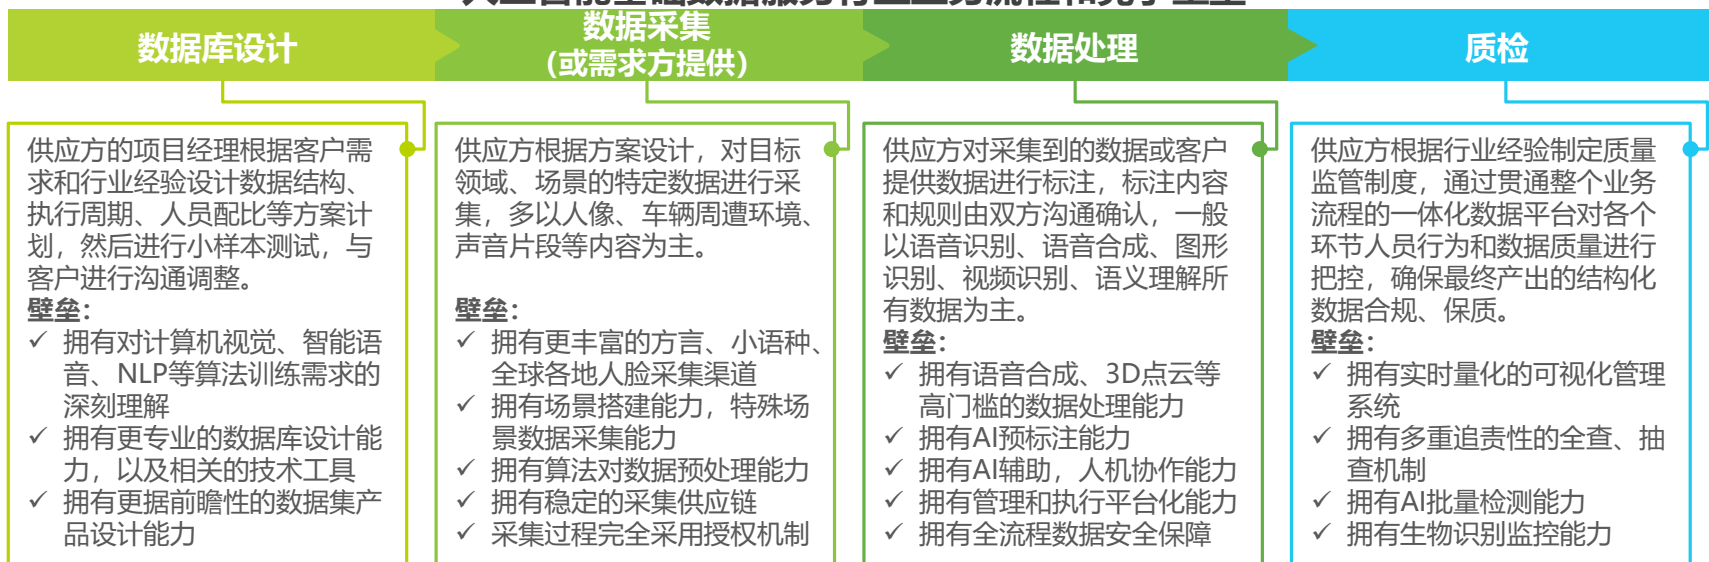 人工智能基础数据服务行业业务流程和竞争壁垒
数据库设计
数据采集
(或需求方提供)
数据处理
质检
供应方的项目经理根据客户需
求和行业经验设计数据结构、
执行周期、人员配比等方案计
划，然后进行小样本测试，与
客户进行沟通调整。
壁垒：
✓ 拥有对计算机视觉、智能语
音、NLP等算法训练需求的
深刻理解
✓ 拥有更专业的数据库设计能
力，以及相关的技术工具
✓ 拥有更据前瞻性的数据集产
品设计能力
供应方根据方案设计，对目标
领域、场景的特定数据进行采
集，多以人像、车辆周遭环境、
声音片段等内容为主。
壁垒：
✓ 拥有更丰富的方言、小语种、
全球各地人脸采集渠道
✓ 拥有场景搭建能力，特殊场
景数据采集能力
✓ 拥有算法对数据预处理能力
✓ 拥有稳定的采集供应链
✓ 采集过程完全采用授权机制
供应方对采集到的数据或客户
提供数据进行标注，标注内容
和规则由双方沟通确认，一般
以语音识别、语音合成、图形
识别、视频识别、语义理解所
有数据为主。
壁垒：
✓ 拥有语音合成、3D点云等
高门槛的数据处理能力
✓ 拥有AI预标注能力
✓ 拥有AI辅助，人机协作能力
✓ 拥有管理和执行平台化能力
✓ 拥有全流程数据安全保障
供应方根据行业经验制定质量
监管制度，通过贯通整个业务
流程的一体化数据平台对各个
环节人员行为和数据质量进行
把控，确保最终产出的结构化
数据合规、保质。
壁垒：
✓ 拥有实时量化的可视化管理
系统
✓ 拥有多重追责性的全查、抽
查机制
✓ 拥有AI批量检测能力
✓ 拥有生物识别监控能力